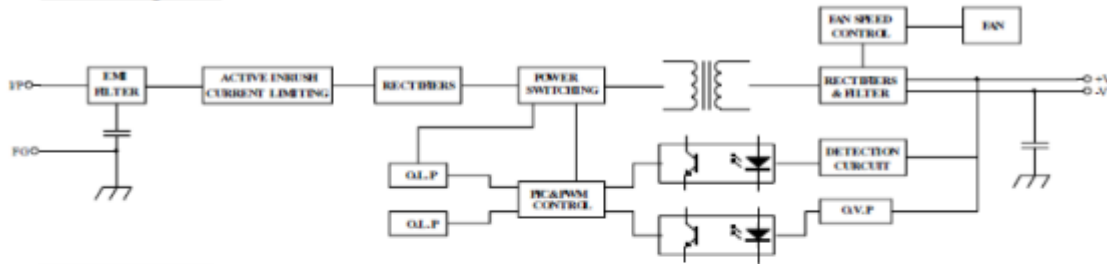 FAN SPEED
CONTROL
FAN
I/P
EMI
FILTER
ACTIVE INRUSH
CURRENT LIMITING
RECTIFIERS
POWER
SWITCHING
RECTIFIERS
& FILTER
+V
-V
FG
O.L.P
PIC&PWM
CONTROL
DETECTION
CURCUIT
O.L.P
O.V.P